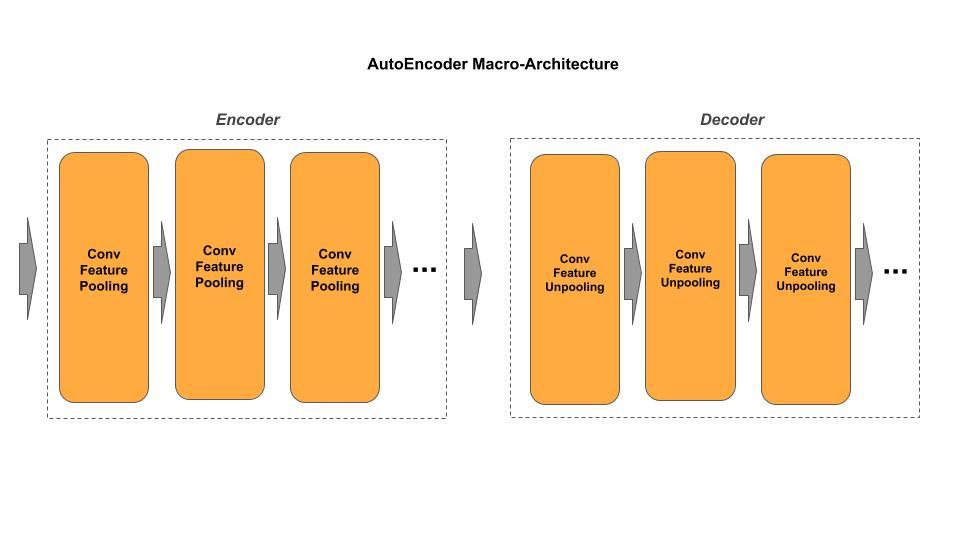 AutoEncoder Macro-Architecture
Encoder
Conv
Feature
Pooling
Conv
Feature
Pooling
Conv
Feature
Pooling
...
Decoder
Conv
Feature
Unpooling
Conv
Feature
Unpooling
Conv
Feature
Unpooling
...